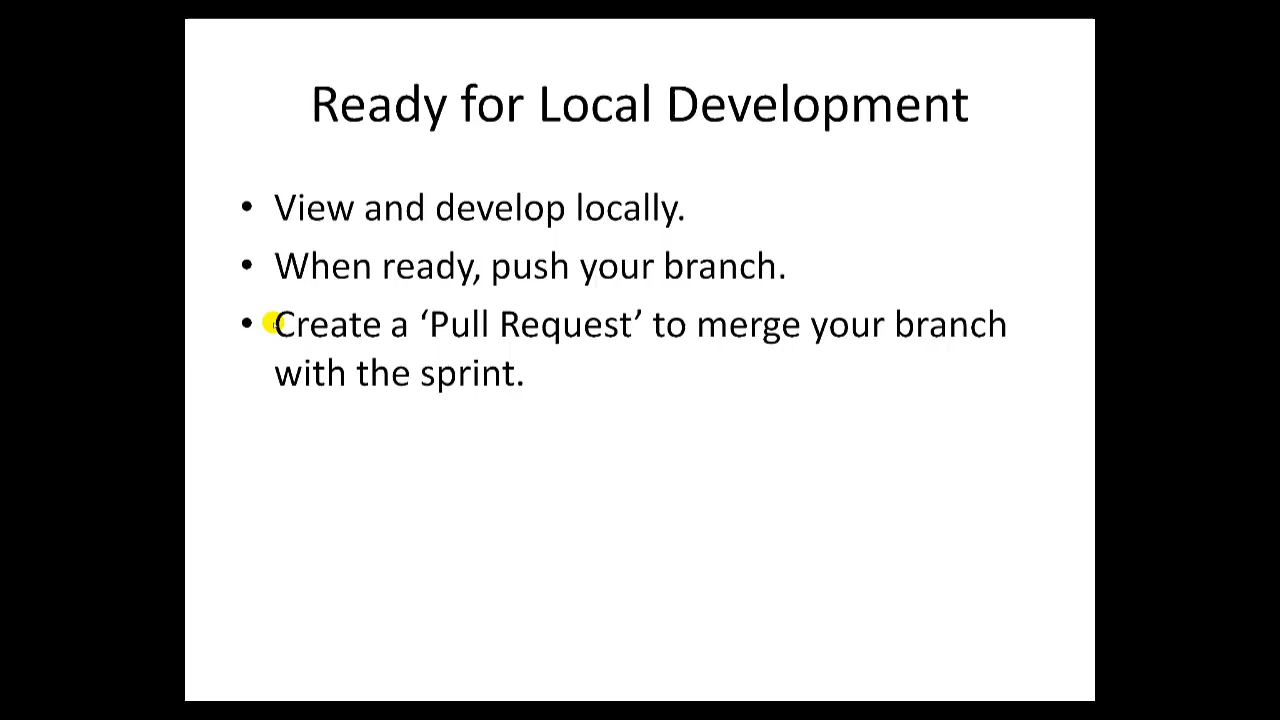 Ready for Local Development
• View and develop locally.
• When ready, push your branch.
• Create a ‘Pull Request’ to merge your branch
with the sprint.